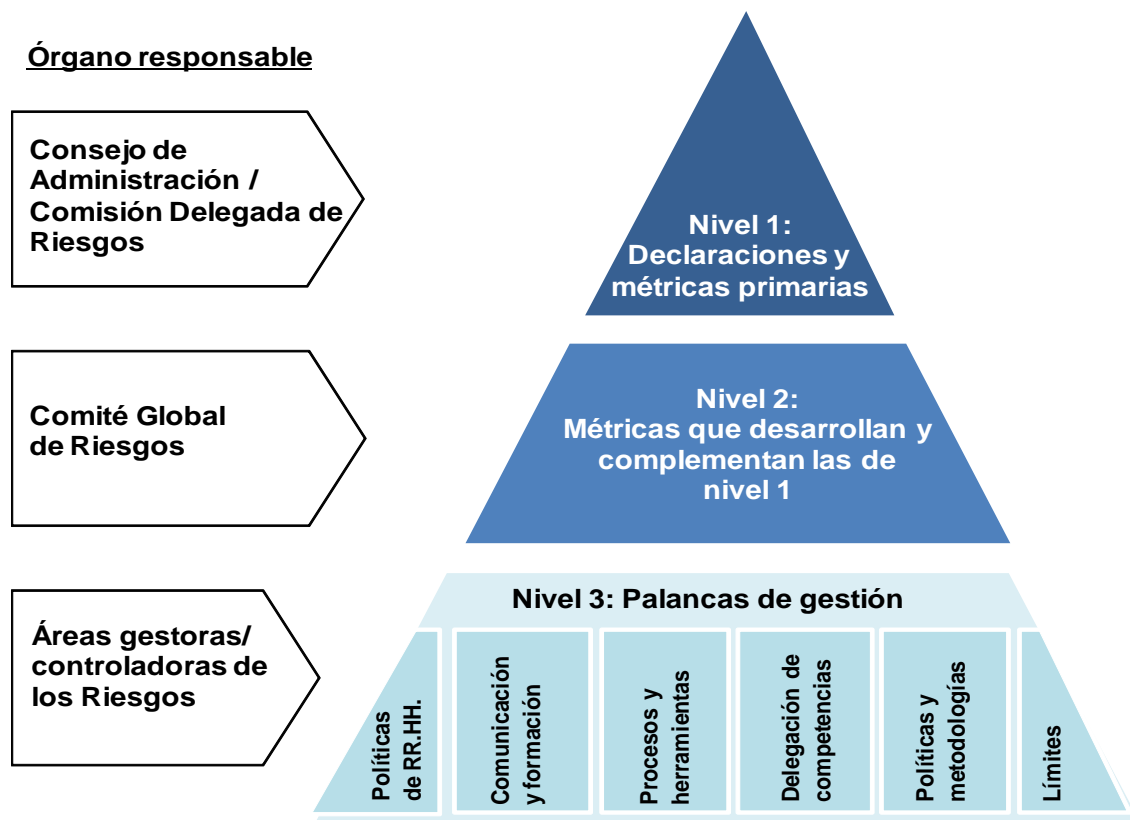 Órgano responsable
Consejo de
Administración /
Comisión Delegada de
Riesgos
Nivel 1:
Declaraciones y
métricas primarias
Comité Global
de Riesgos
Nivel 2:
Métricas que desarrollan y
complementan las de
nivel 1
Áreas gestoras/
controladoras de
los Riesgos
Nivel 3: Palancas de gestión
Políticas
de RR.HH.
Comunicación
y formación
Procesos y
herramientas
Delegación de
competencias
Políticas y
metodologías
Límites